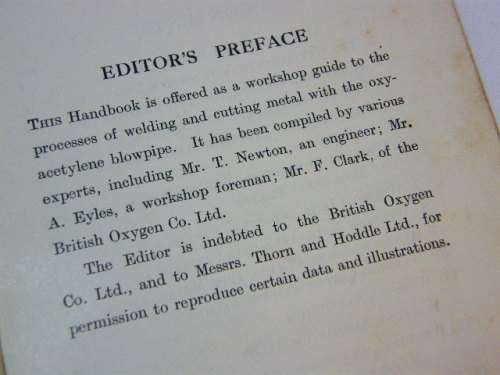 EDITOR'S PREFACE
THIS Handbook is offered as a workshop guide to the
processes of welding and cutting metal with the oxy-
acetylene blowpipe. It has been compiled by various
experts, including Mr. T. Newton, an engineer; Mr.
A. Eyles, a workshop foreman; Mr. F. Clark, of the
British Oxygen Co. Ltd.
The Editor is indebted to the British Oxygen
Co. Ltd., and to Messrs. Thorn and Hoddle Ltd., for
permission to reproduce certain data and illustrations.